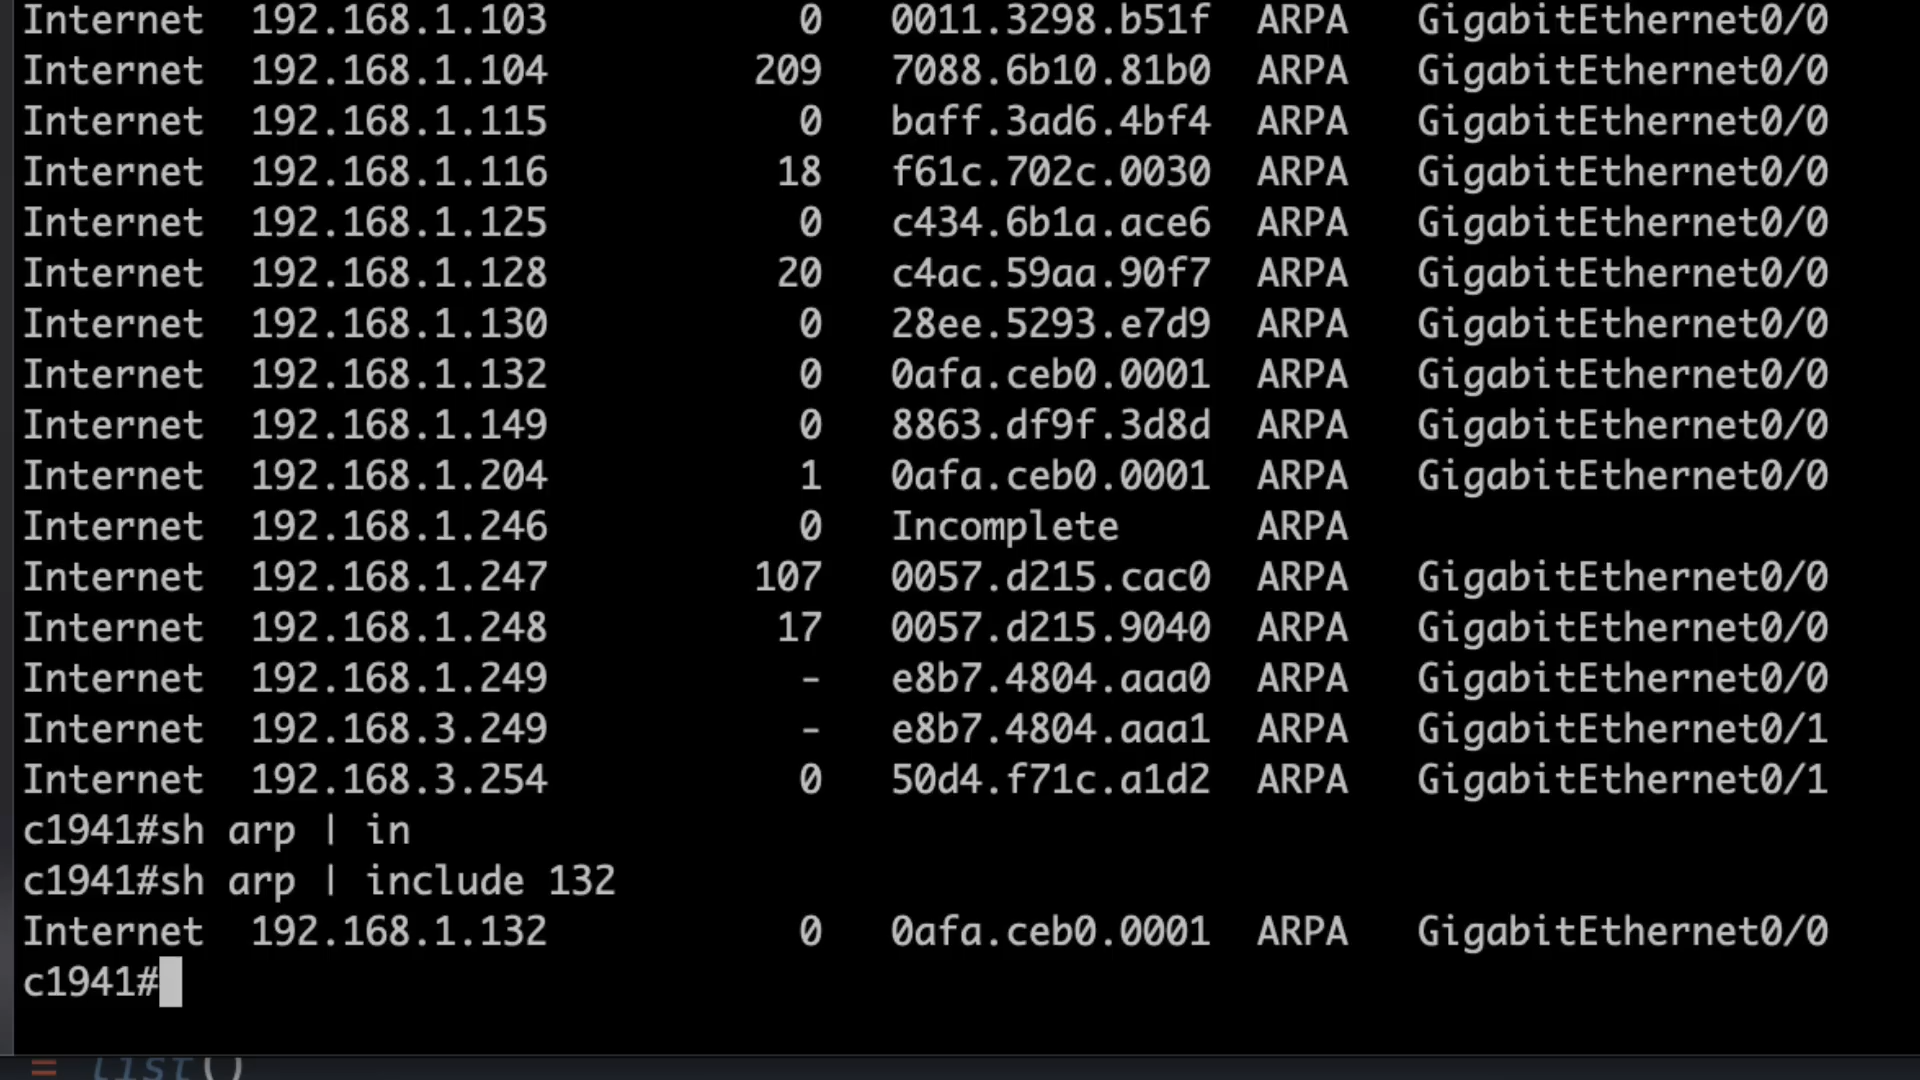 Internet  192.168.1.103           0   0011.3298.b51f  ARPA   GigabitEthernet0/0
Internet  192.168.1.104         209   7088.6b10.81b0  ARPA   GigabitEthernet0/0
Internet  192.168.1.115           0   baff.3ad6.4bf4  ARPA   GigabitEthernet0/0
Internet  192.168.1.116          18   f61c.702c.0030  ARPA   GigabitEthernet0/0
Internet  192.168.1.125           0   c434.6b1a.ace6  ARPA   GigabitEthernet0/0
Internet  192.168.1.128          20   c4ac.59aa.90f7  ARPA   GigabitEthernet0/0
Internet  192.168.1.130           0   28ee.5293.e7d9  ARPA   GigabitEthernet0/0
Internet  192.168.1.132           0   0afa.ceb0.0001  ARPA   GigabitEthernet0/0
Internet  192.168.1.149           0   8863.df9f.3d8d  ARPA   GigabitEthernet0/0
Internet  192.168.1.204           1   0afa.ceb0.0001  ARPA   GigabitEthernet0/0
Internet  192.168.1.246           0   Incomplete      ARPA
Internet  192.168.1.247         107   0057.d215.cac0  ARPA   GigabitEthernet0/0
Internet  192.168.1.248          17   0057.d215.9040  ARPA   GigabitEthernet0/0
Internet  192.168.1.249           -   e8b7.4804.aaa0  ARPA   GigabitEthernet0/0
Internet  192.168.3.249           -   e8b7.4804.aaa1  ARPA   GigabitEthernet0/1
Internet  192.168.3.254           0   50d4.f71c.a1d2  ARPA   GigabitEthernet0/1
c1941#sh arp | in
c1941#sh arp | include 132
Internet  192.168.1.132           0   0afa.ceb0.0001  ARPA   GigabitEthernet0/0
c1941#
= list()